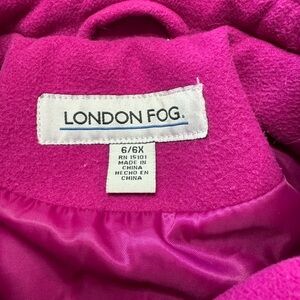 LONDON FOG.
6/6X
RN 15101
MADE IN
CHINA
HECHO EN
CHINA